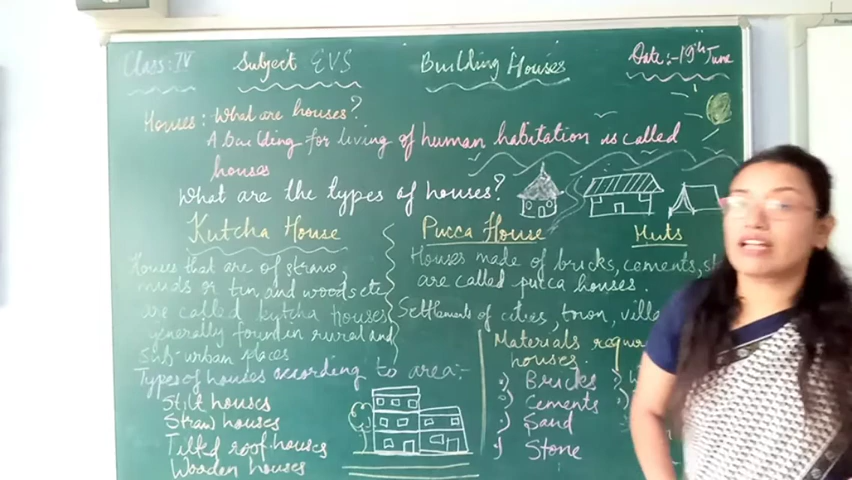 Class:IV Subject EVS Building Houses Date:-19th June
Houses: What are houses?
A building for living of human habitation is called
houses
What are the types of houses?
Kutcha House Pucca House Huts
Houses that are of straw,
muds or tin, and woods etc
are called kutcha houses
generally found in rural and
Sub-urban places
Houses made of bricks, cements,
are called pucca houses.
Settlements of cities, town,
Types of houses according to area:-
Stilt houses
Straw houses
Tilted roof houses
Wooden houses
Materials
houses.
Bricks
Cements
Sand
Stone